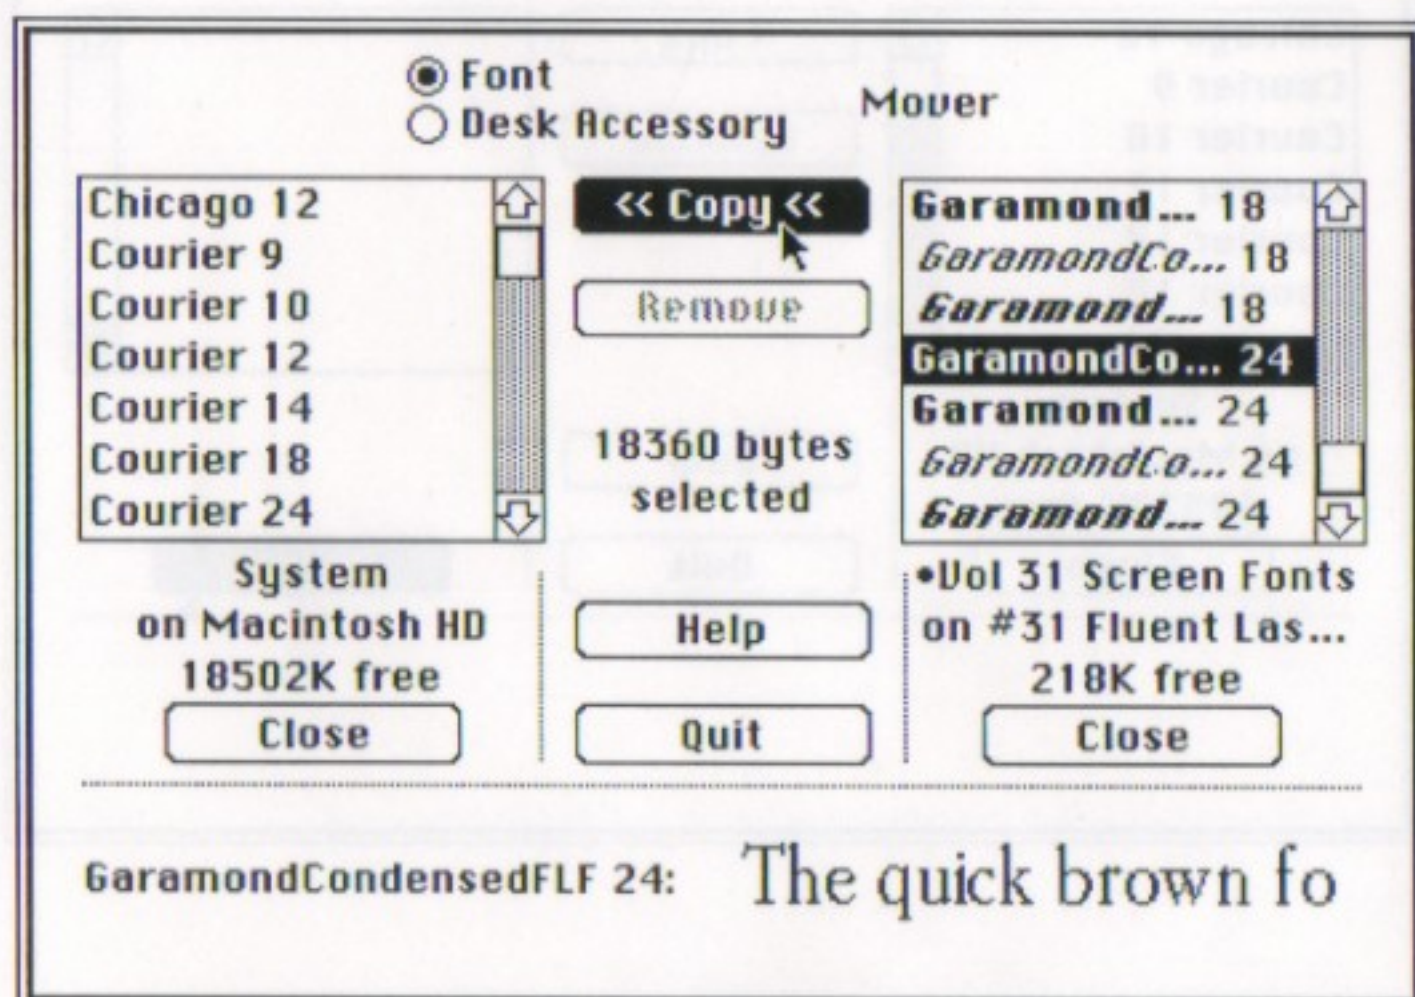 Font
Desk Accessory
Mover
Chicago 12
Courier 9
Courier 10
Courier 12
Courier 14
Courier 18
Courier 24
System
on Macintosh HD
18502K free
Close
<< Copy <<
Remove
18360 bytes
selected
Help
Quit
Garamond... 18
GaramondCo... 18
Garamond... 18
GaramondCo... 24
Garamond... 24
GaramondCo... 24
Garamond... 24
•Vol 31 Screen Fonts
on #31 Fluent Las...
218K free
Close
GaramondCondensedFLF 24: The quick brown fo